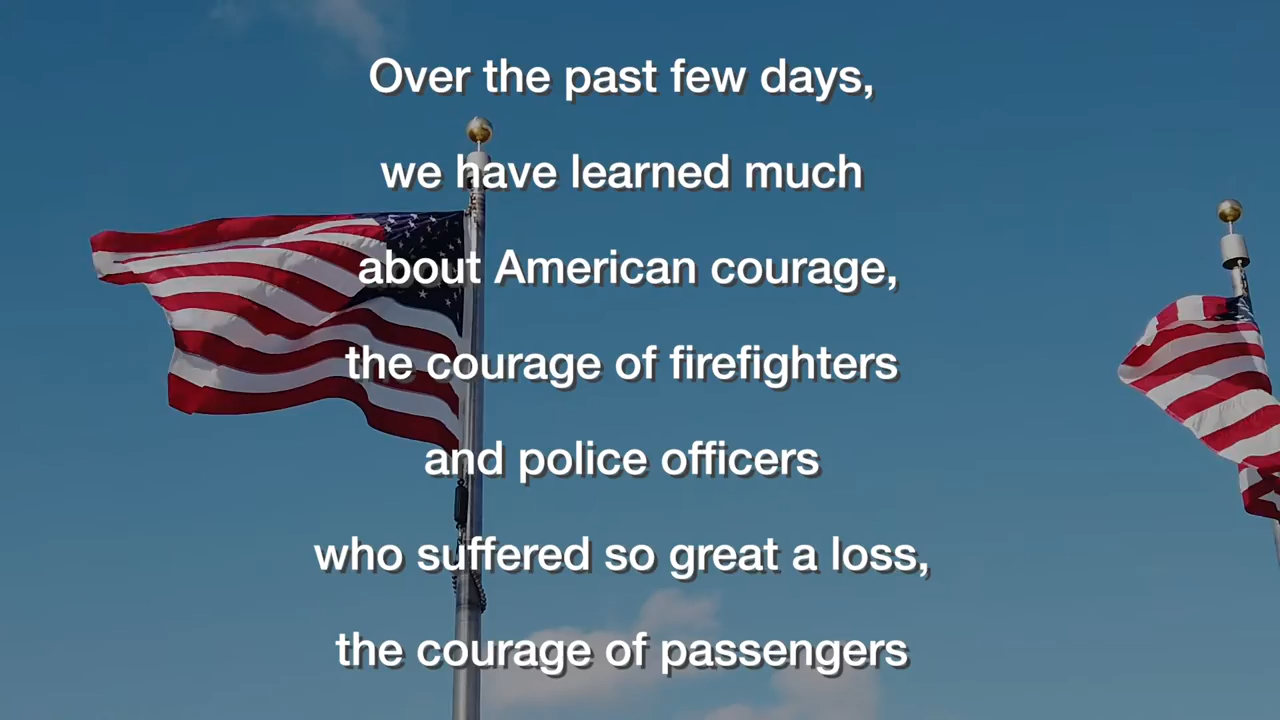 Over the past few days,
we have learned much
about American courage,
the courage of firefighters
and police officers
who suffered so great a loss,
the courage of passengers